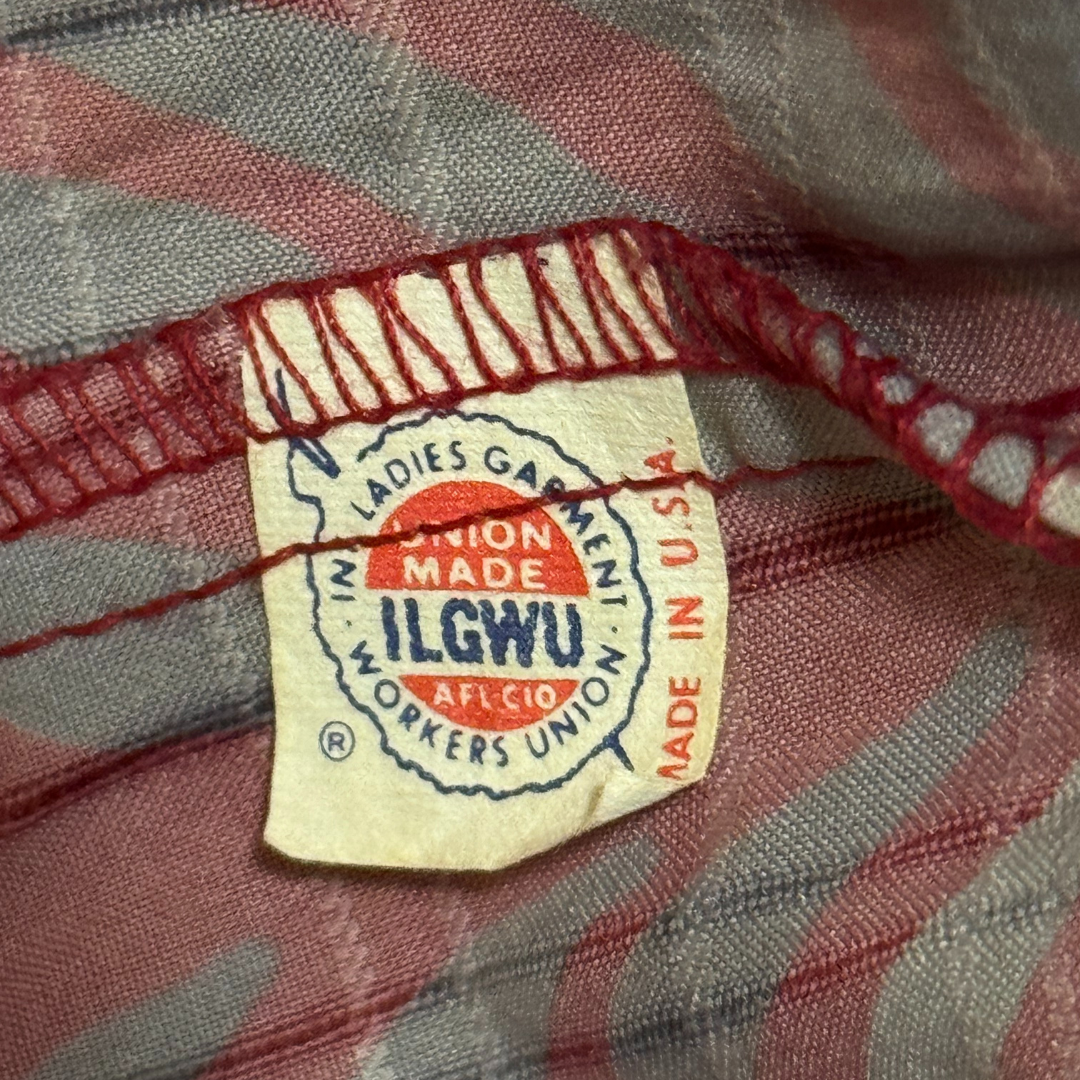 INT'L LADIES GARMENT
UNION
MADE
ILGWU
AFL-CIO
WORKERS UNION
®
MADE IN U.S.A.